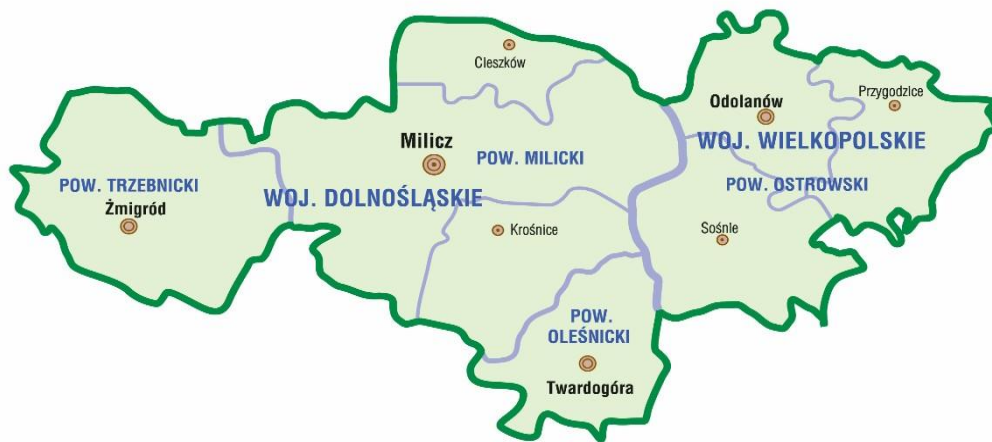 Cieszków
Przygodzice
Odolanów
Milicz
WOJ. WIELKOPOLSKIE
POW. MILICKI
POW. TRZEBNICKI
POW. OSTROWSKI
WOJ. DOLNOŚLĄSKIE
Żmigród
Krośnice
Sośnie
POW.
OLEŚNICKI
Twardogóra